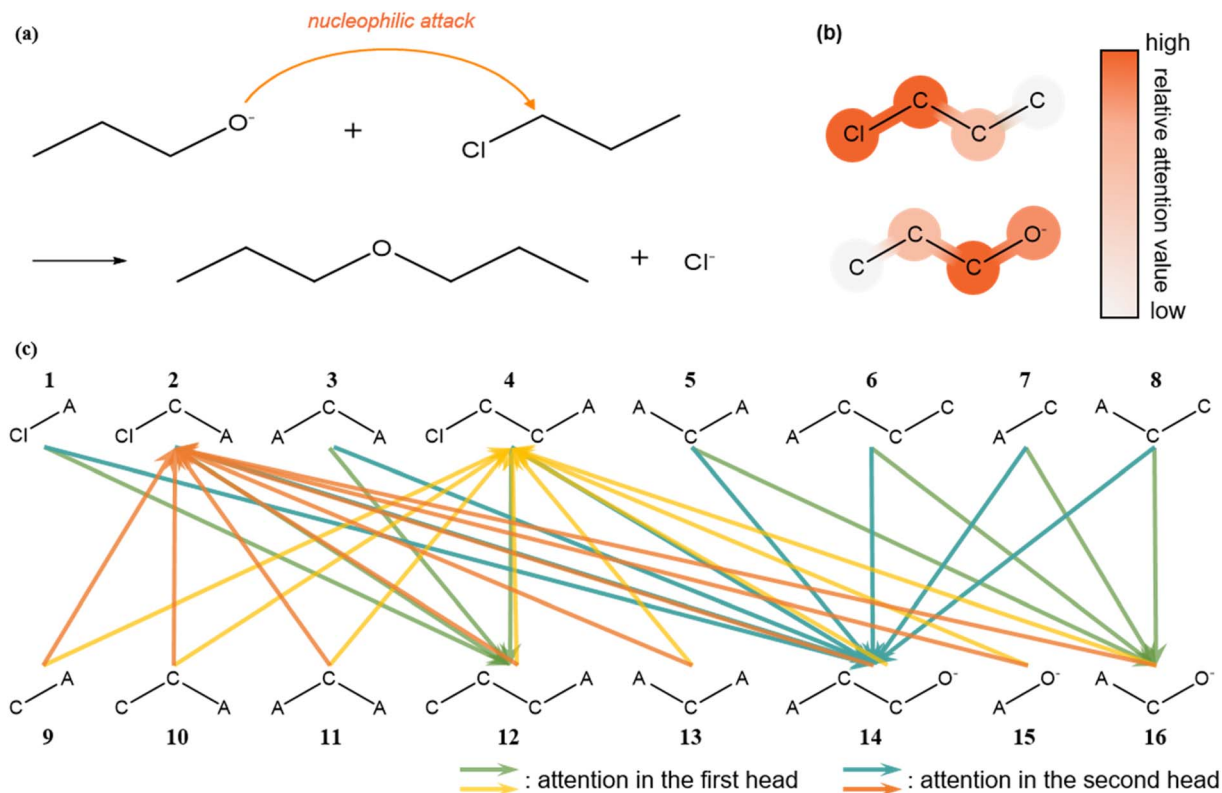 (a)
nucleophilic attack
O-
+
Cl
O
+
Cl-
(b)
high
relative attention value
low
Cl C C C
C C C O-
(c)
1 2 3 4 5 6 7 8
Cl A
Cl C A
A C A
Cl C C A
A C A
A C C C
A C
A C C
C A
C C A
A C A
C C C A
A C A
A C C O-
A O-
A C O-
9 10 11 12 13 14 15 16
: attention in the first head
: attention in the second head